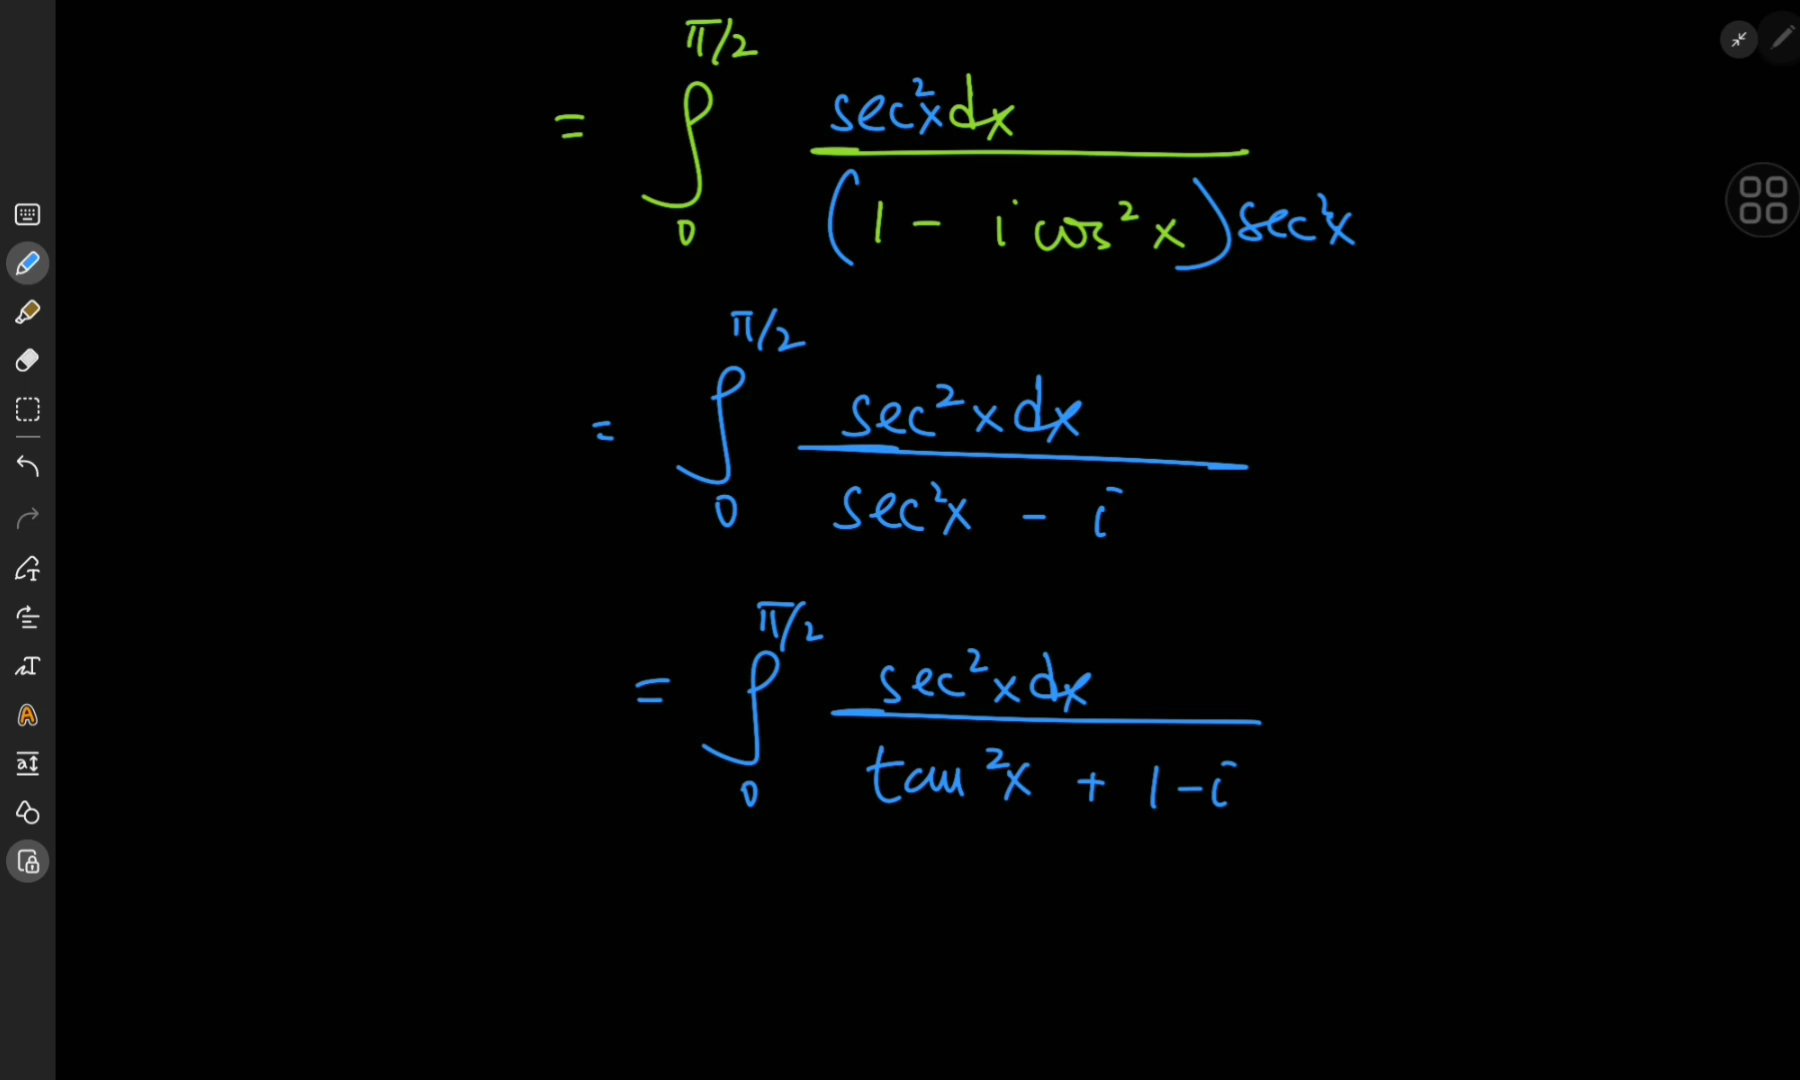 = ∫₀^(π/2) sec²x dx / (1 - i cos²x) sec²x
= ∫₀^(π/2) sec²x dx / sec²x - i
= ∫₀^(π/2) sec²x dx / tan²x + 1 - i